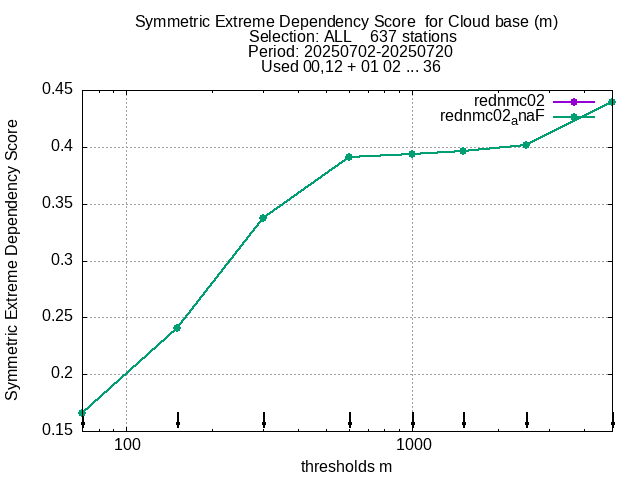 Symmetric Extreme Dependency Score  for Cloud base (m)
Selection: ALL    637 stations
Period: 20250702-20250720
Used 00,12 + 01 02 ... 36
rednmc02
rednmc02anaF
Symmetric Extreme Dependency Score
0.45
0.4
0.35
0.3
0.25
0.2
0.15
100
1000
thresholds m